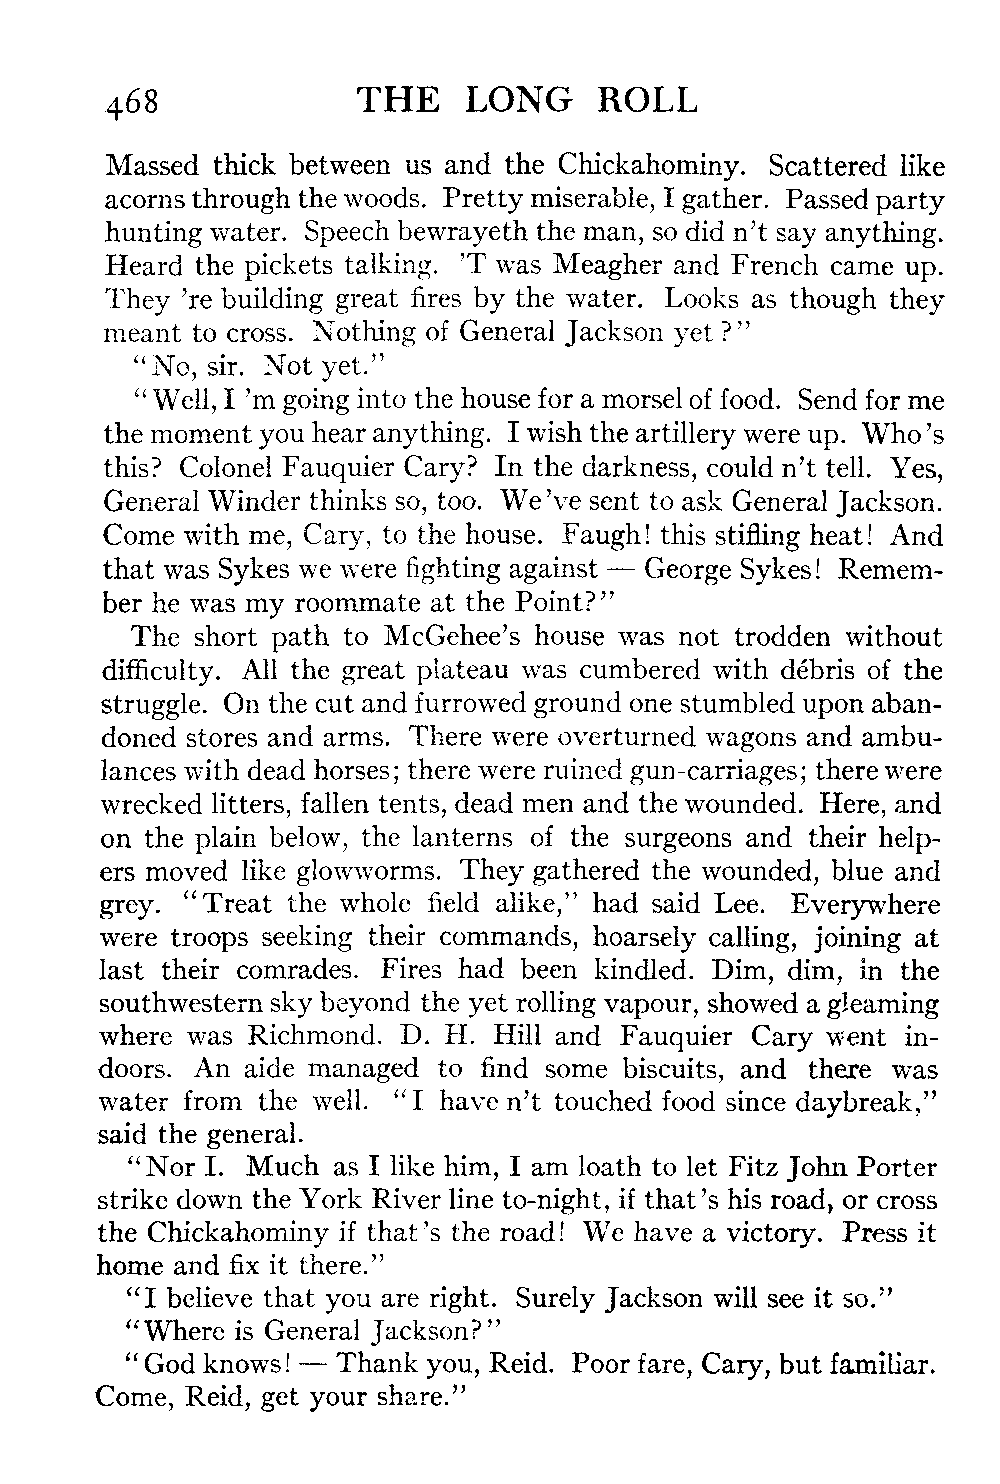 468 THE LONG ROLL
Massed thick between us and the Chickahominy. Scattered like
acorns through the woods. Pretty miserable, I gather. Passed party
hunting water. Speech bewrayeth the man, so did n't say anything.
Heard the pickets talking. 'T was Meagher and French came up.
They 're building great fires by the water. Looks as though they
meant to cross. Nothing of General Jackson yet?"
"No, sir. Not yet."
"Well, I 'm going into the house for a morsel of food. Send for me
the moment you hear anything. I wish the artillery were up. Who 's
this? Colonel Fauquier Cary? In the darkness, could n't tell. Yes,
General Winder thinks so, too. We 've sent to ask General Jackson.
Come with me, Cary, to the house. Faugh! this stifling heat! And
that was Sykes we were fighting against — George Sykes! Remem-
ber he was my roommate at the Point?"
The short path to McGehee's house was not trodden without
difficulty. All the great plateau was cumbered with débris of the
struggle. On the cut and furrowed ground one stumbled upon aban-
doned stores and arms. There were overturned wagons and ambu-
lances with dead horses; there were ruined gun-carriages; there were
wrecked litters, fallen tents, dead men and the wounded. Here, and
on the plain below, the lanterns of the surgeons and their help-
ers moved like glowworms. They gathered the wounded, blue and
grey. "Treat the whole field alike," had said Lee. Everywhere
were troops seeking their commands, hoarsely calling, joining at
last their comrades. Fires had been kindled. Dim, dim, in the
southwestern sky beyond the yet rolling vapour, showed a gleaming
where was Richmond. D. H. Hill and Fauquier Cary went in-
doors. An aide managed to find some biscuits, and there was
water from the well. "I have n't touched food since daybreak,"
said the general.
"Nor I. Much as I like him, I am loath to let Fitz John Porter
strike down the York River line to-night, if that 's his road, or cross
the Chickahominy if that 's the road! We have a victory. Press it
home and fix it there."
"I believe that you are right. Surely Jackson will see it so."
"Where is General Jackson?"
"God knows! — Thank you, Reid. Poor fare, Cary, but familiar.
Come, Reid, get your share."